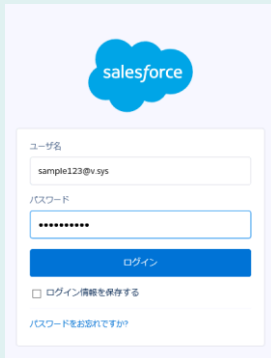 salesforce
ユーザ名
sample123@v.sys
パスワード
••••••••••
ログイン
ログイン情報を保存する
パスワードをお忘れですか?